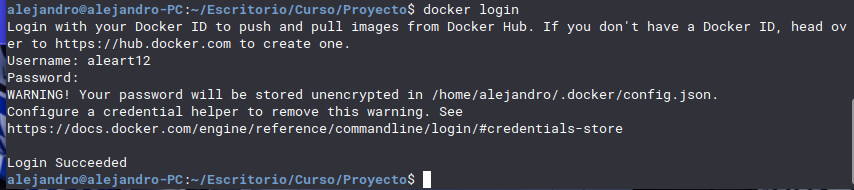 alejandro@alejandro-PC:~/Escritorio/Curso/Proyecto$ docker login
Login with your Docker ID to push and pull images from Docker Hub. If you don't have a Docker ID, head ov
er to https://hub.docker.com to create one.
Username: aleart12
Password:
WARNING! Your password will be stored unencrypted in /home/alejandro/.docker/config.json.
Configure a credential helper to remove this warning. See
https://docs.docker.com/engine/reference/commandline/login/#credentials-store

Login Succeeded
alejandro@alejandro-PC:~/Escritorio/Curso/Proyecto$